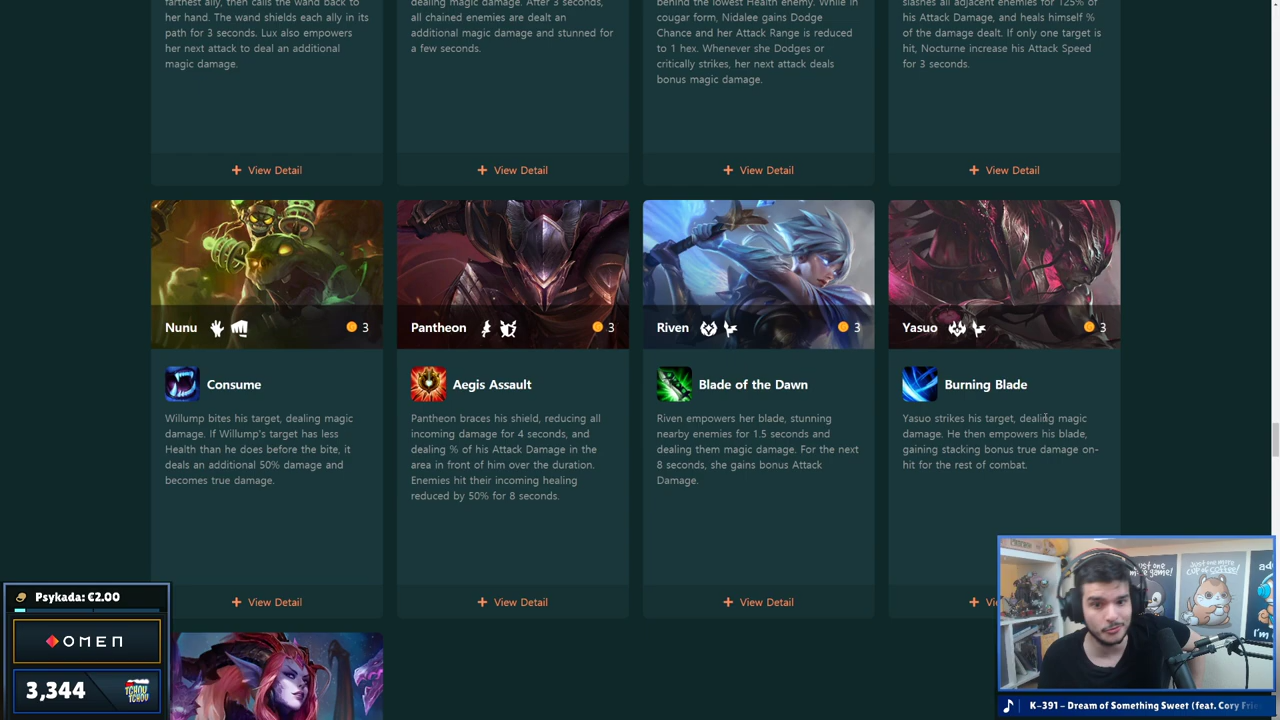 farthest ally, then calls the wand back to
her hand. The wand shields each ally in its
path for 3 seconds. Lux also empowers
her next attack to deal an additional
magic damage.
dealing magic damage. After 3 seconds,
all chained enemies are dealt an
additional magic damage and stunned for
a few seconds.
behind the lowest Health enemy. While in
cougar form, Nidalee gains Dodge
Chance and her Attack Range is reduced
to 1 hex. Whenever she Dodges or
critically strikes, her next attack deals
bonus magic damage.
slashes all adjacent enemies for 125% of
his Attack Damage, and heals himself %
of the damage dealt. If only one target is
hit, Nocturne increase his Attack Speed
for 3 seconds.
+ View Detail
+ View Detail
+ View Detail
+ View Detail
Nunu 3
Pantheon 3
Riven 3
Yasuo 3
Consume
Willump bites his target, dealing magic
damage. If Willump's target has less
Health than he does before the bite, it
deals an additional 50% damage and
becomes true damage.
Aegis Assault
Pantheon braces his shield, reducing all
incoming damage for 4 seconds, and
dealing % of his Attack Damage in the
area in front of him over the duration.
Enemies hit their incoming healing
reduced by 50% for 8 seconds.
Blade of the Dawn
Riven empowers her blade, stunning
nearby enemies for 1.5 seconds and
dealing them magic damage. For the next
8 seconds, she gains bonus Attack
Damage.
Burning Blade
Yasuo strikes his target, dealing magic
damage. He then empowers his blade,
gaining stacking bonus true damage on-
hit for the rest of combat.
+ View Detail
+ View Detail
+ View Detail
+ Vi
Psykada: €2.00
OMEN
3,344
TCHOU
TCHOU
just one
more game!
Just one more
cup of coffee!
I'm
K-391 – Dream of Something Sweet (feat. Cory